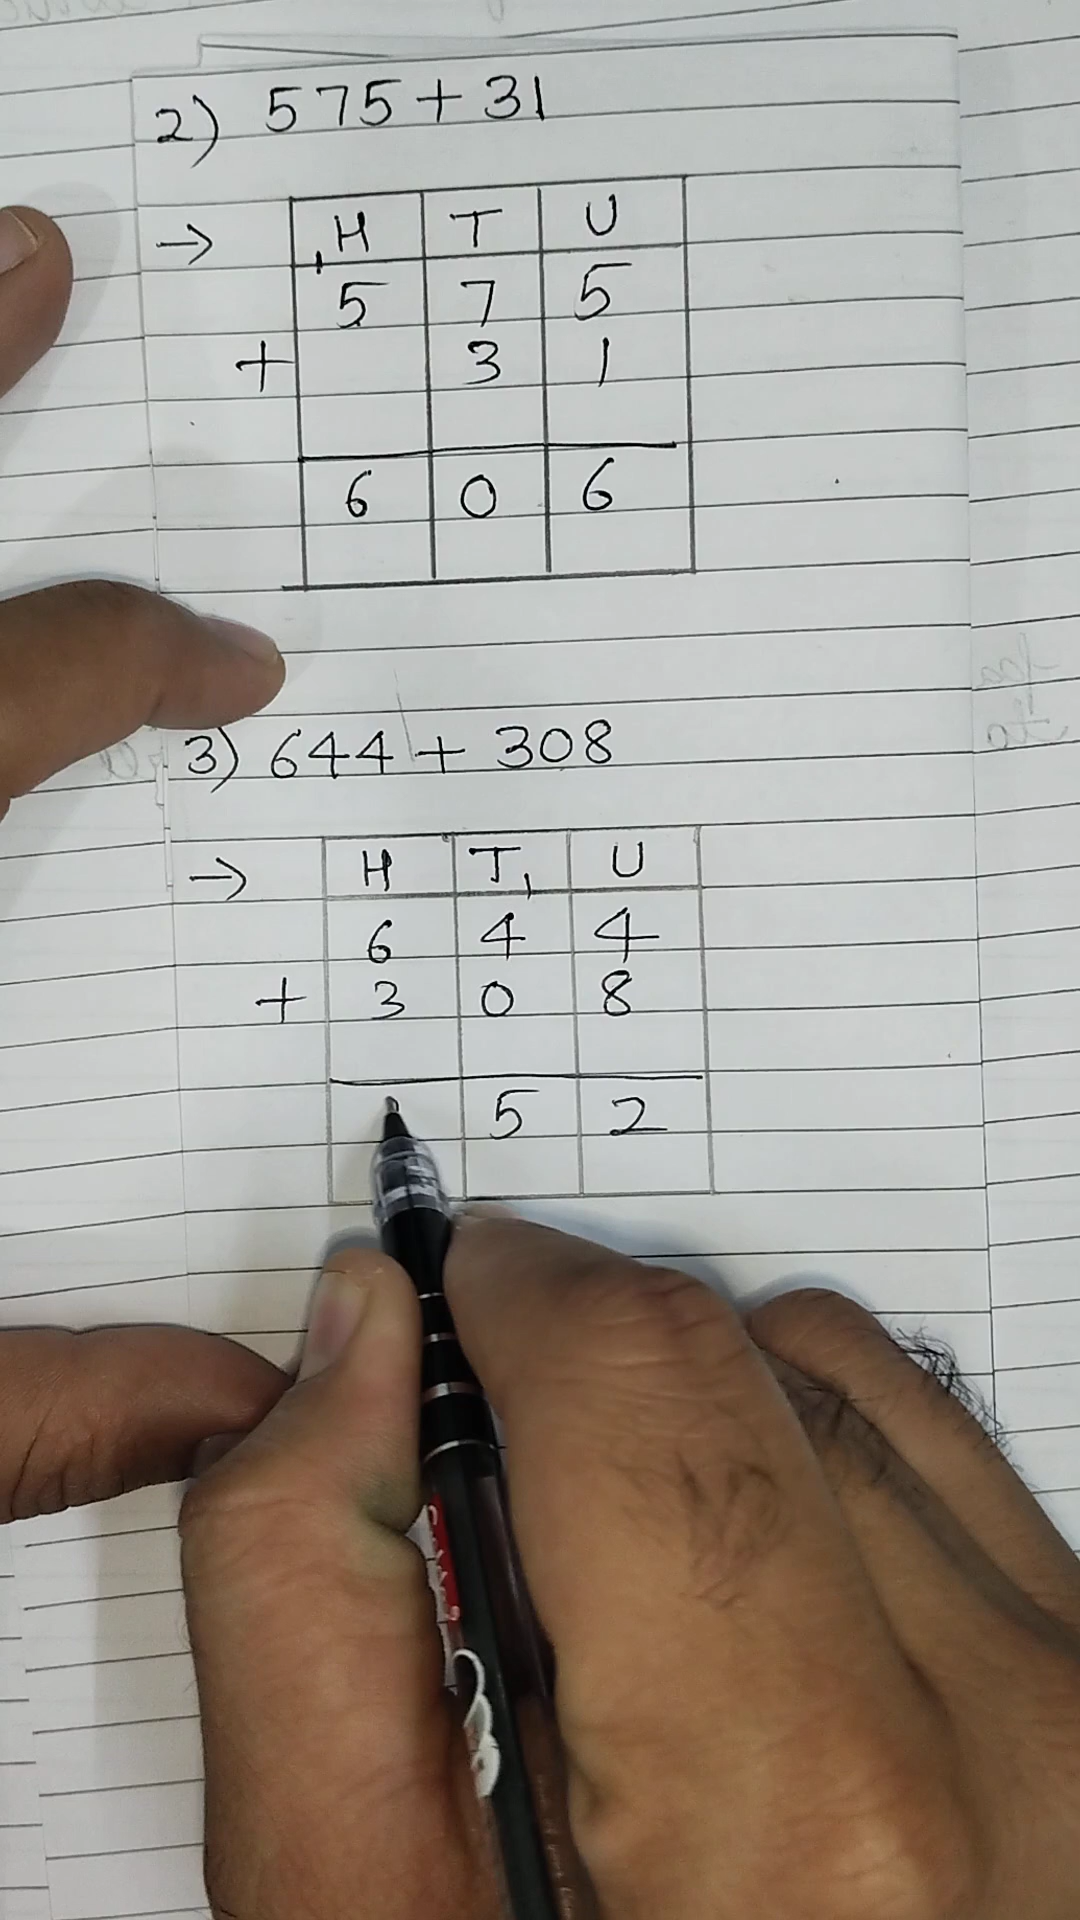 2) 575 + 31
→ H T U
1
5 7 5
+ 3 1
6 0 6
3) 644 + 308
→ H T U
1
6 4 4
+ 3 0 8
5 2